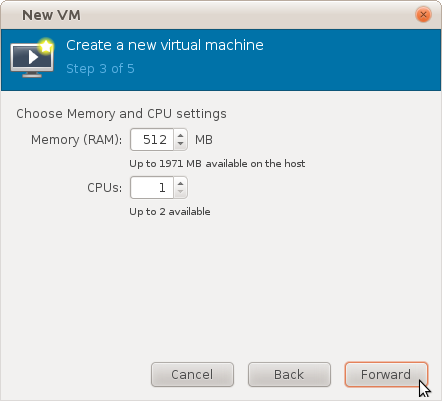 New VM
Create a new virtual machine
Step 3 of 5
Choose Memory and CPU settings
Memory (RAM): 512 MB
Up to 1971 MB available on the host
CPUs: 1
Up to 2 available
Cancel Back Forward